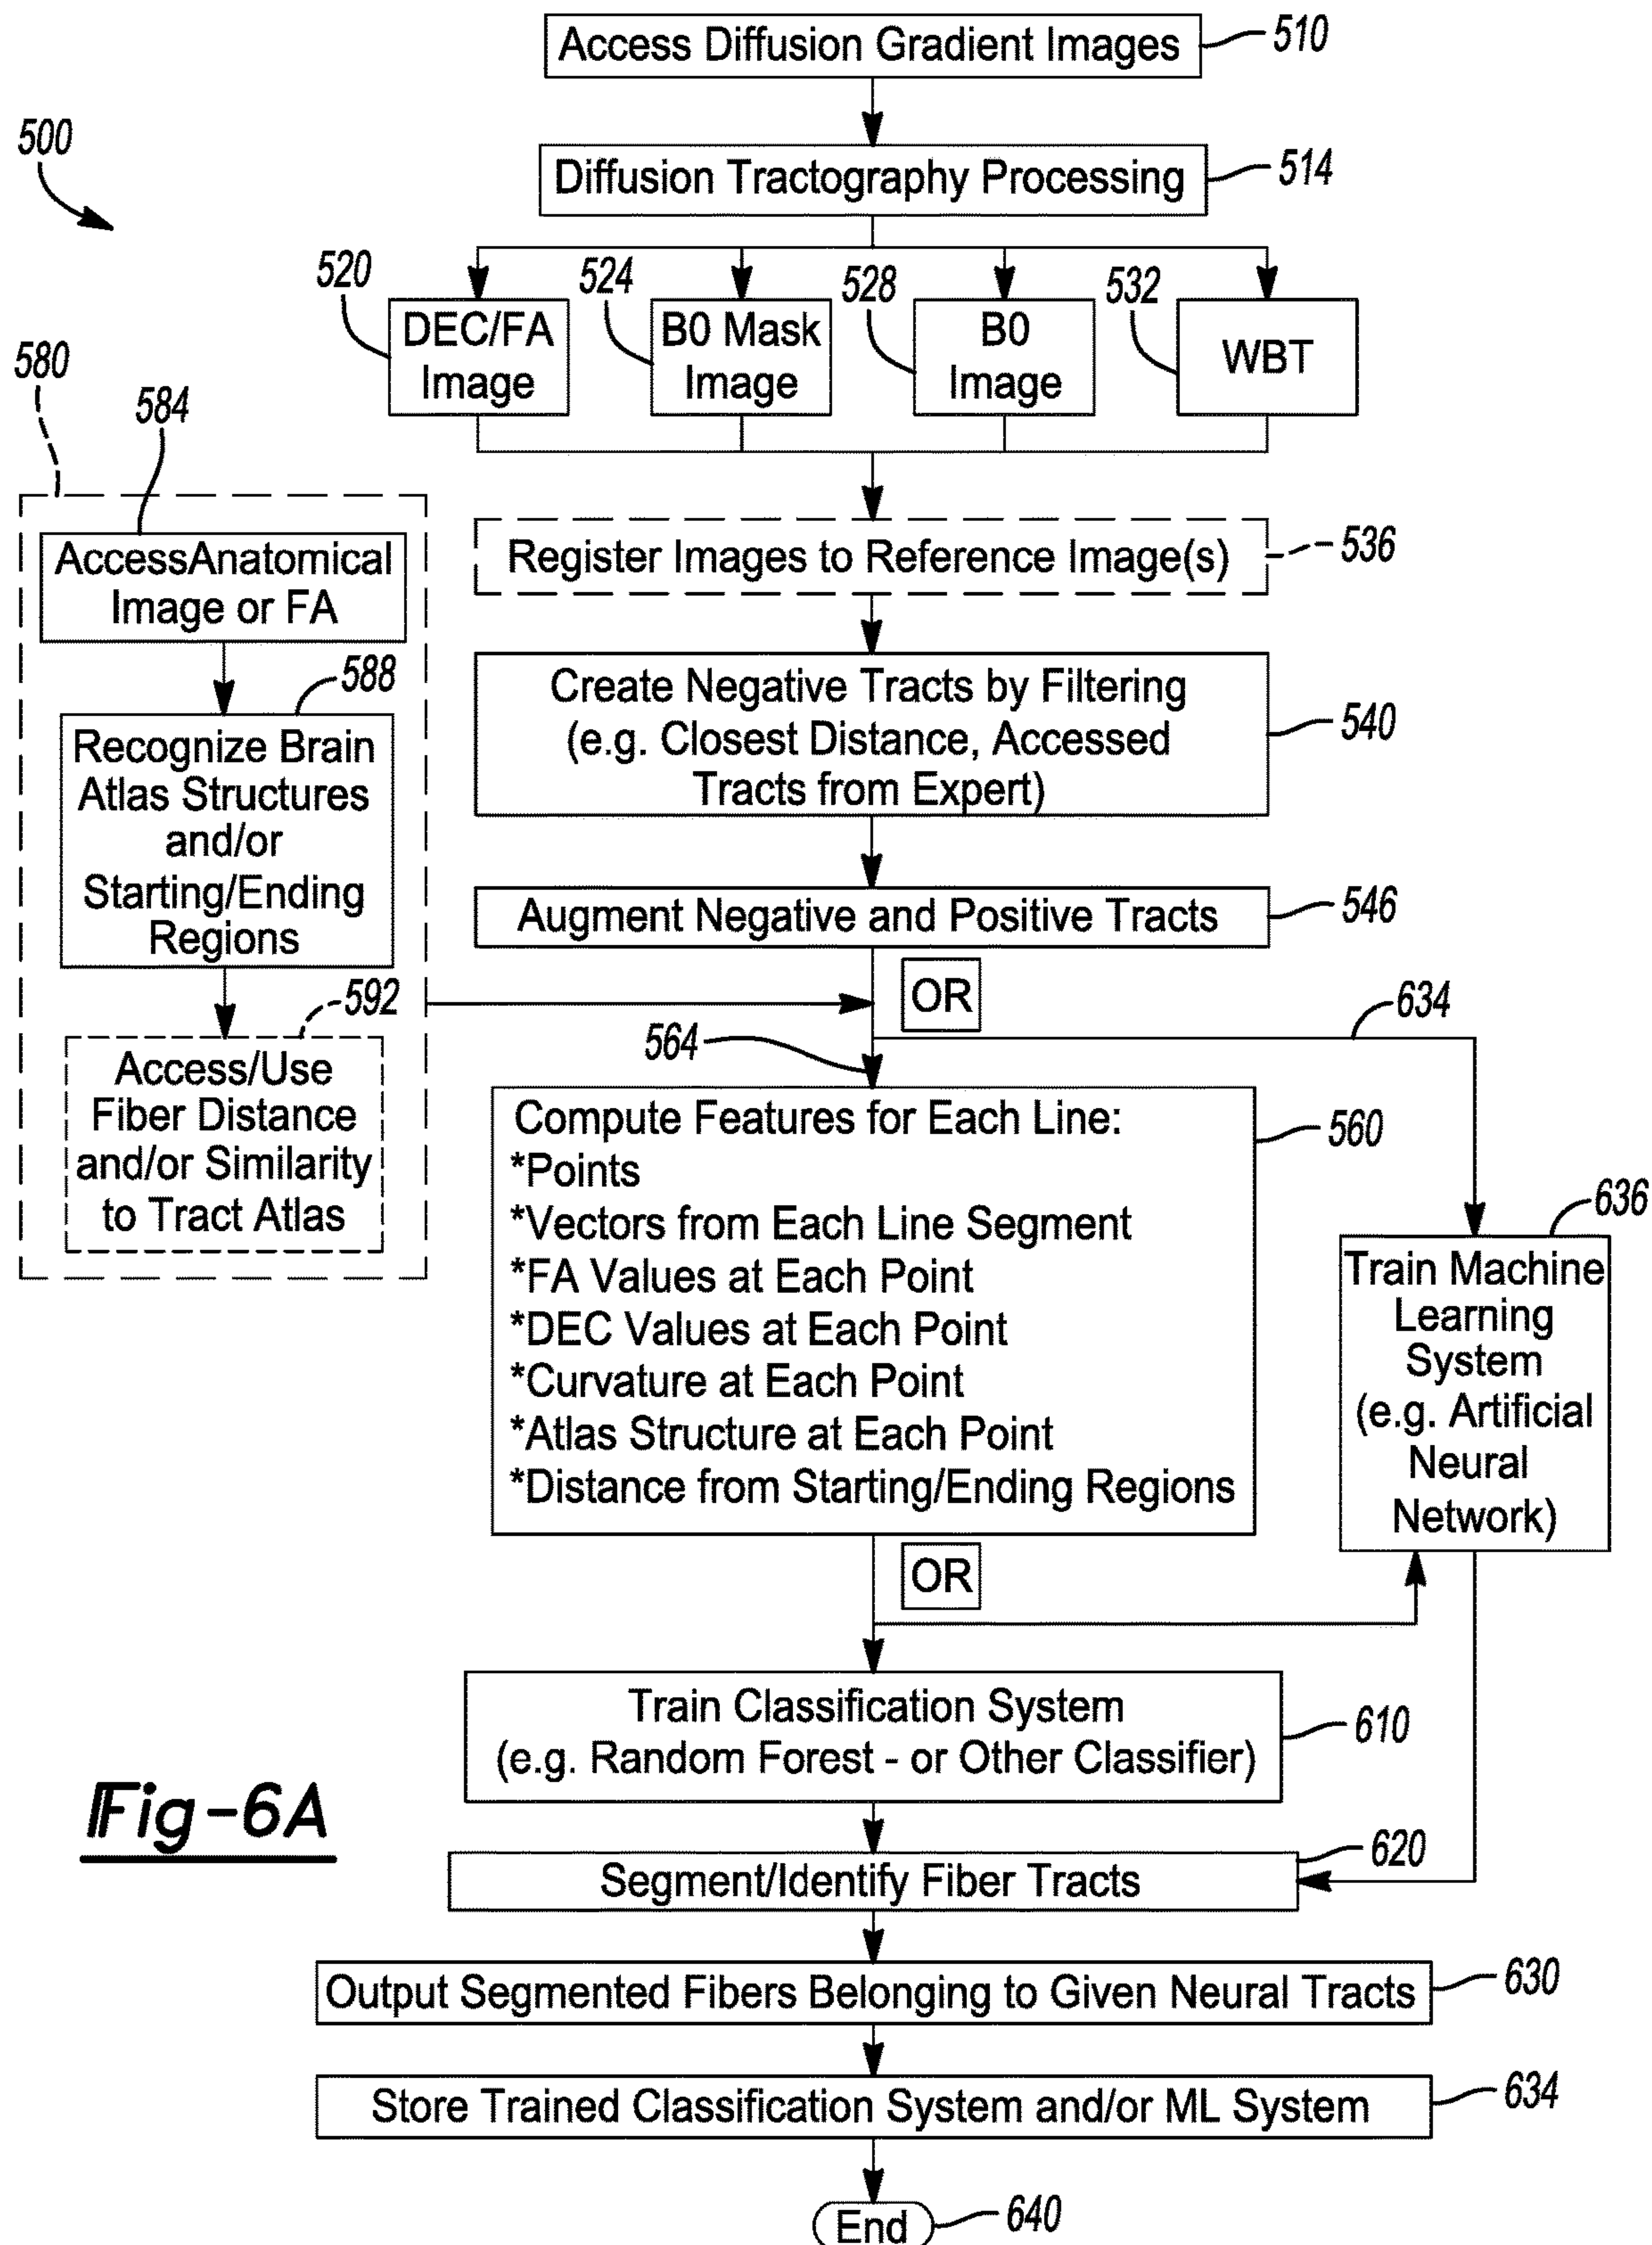 Access Diffusion Gradient Images
510
500
Diffusion Tractography Processing
514
520
DEC/FA
Image
524
B0 Mask
Image
528
B0
Image
532
WBT
580
584
AccessAnatomical
Image or FA
588
Recognize Brain
Atlas Structures
and/or
Starting/Ending
Regions
592
Access/Use
Fiber Distance
and/or Similarity
to Tract Atlas
Register Images to Reference Image(s)
536
Create Negative Tracts by Filtering
(e.g. Closest Distance, Accessed
Tracts from Expert)
540
Augment Negative and Positive Tracts
546
OR
634
564
Compute Features for Each Line:
*Points
*Vectors from Each Line Segment
*FA Values at Each Point
*DEC Values at Each Point
*Curvature at Each Point
*Atlas Structure at Each Point
*Distance from Starting/Ending Regions
560
636
Train Machine
Learning
System
(e.g. Artificial
Neural
Network)
OR
Train Classification System
(e.g. Random Forest - or Other Classifier)
610
Fig-6A
Segment/Identify Fiber Tracts
620
Output Segmented Fibers Belonging to Given Neural Tracts
630
Store Trained Classification System and/or ML System
634
End
640